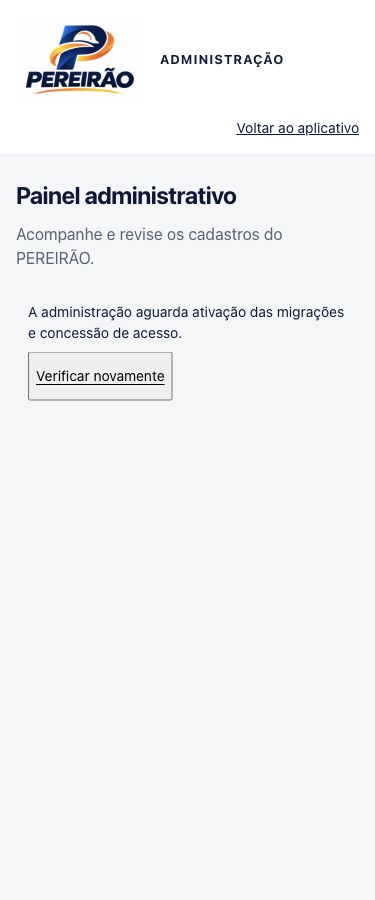 PEREIRÃO
ADMINISTRAÇÃO
Voltar ao aplicativo
Painel administrativo
Acompanhe e revise os cadastros do
PEREIRÃO.
A administração aguarda ativação das migrações
e concessão de acesso.
Verificar novamente